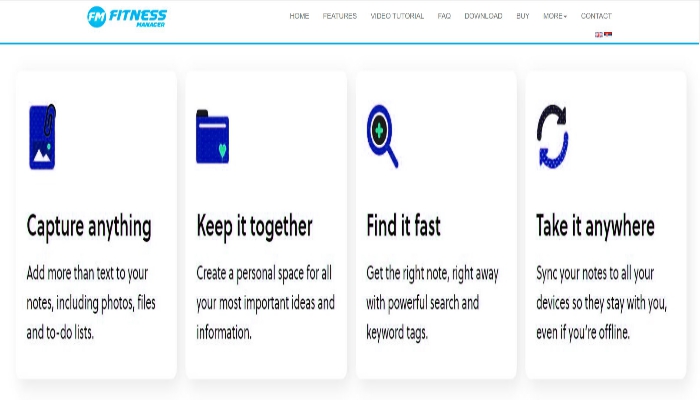 FM FITNESS
MANAGER
HOME FEATURES VIDEO TUTORIAL FAQ DOWNLOAD BUY MORE CONTACT
Capture anything
Add more than text to your
notes, including photos, files
and to-do lists.
Keep it together
Create a personal space for all
your most important ideas and
information.
Find it fast
Get the right note, right away
with powerful search and
keyword tags.
Take it anywhere
Sync your notes to all your
devices so they stay with you,
even if you're offline.